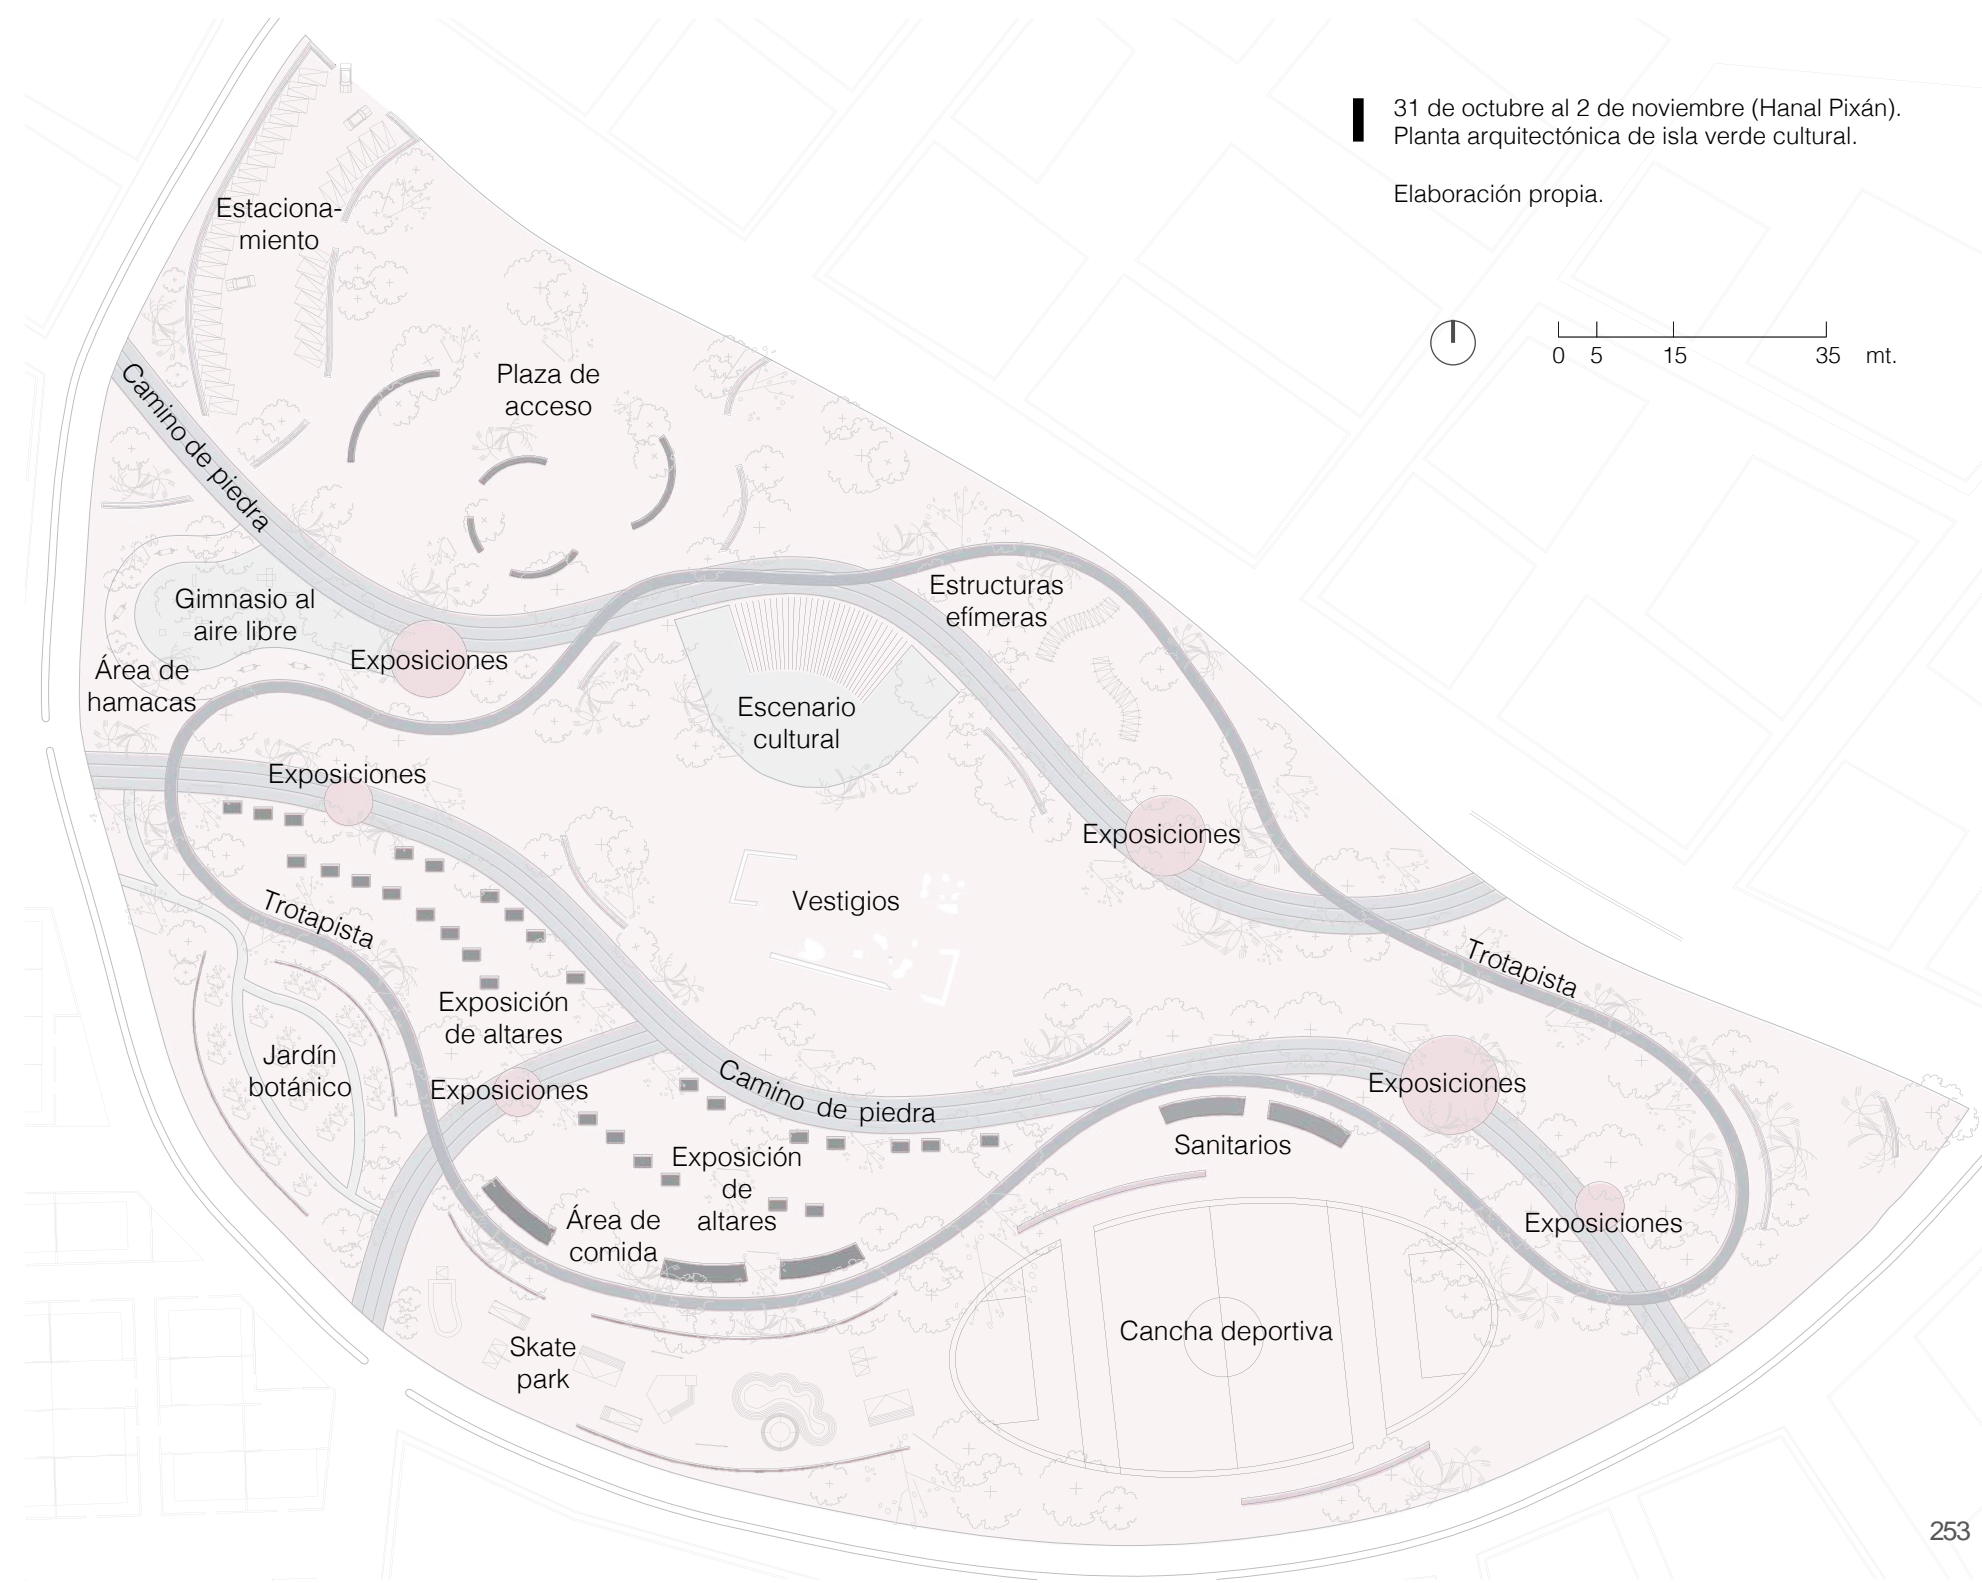 31 de octubre al 2 de noviembre (Hanal Pixán).
Planta arquitectónica de isla verde cultural.
Elaboración propia.
0 5 15 35 mt.
Estaciona-
miento
Plaza de
acceso
Camino de piedra
Gimnasio al
aire libre
Exposiciones
Área de
hamacas
Estructuras
efímeras
Escenario
cultural
Exposiciones
Exposiciones
Vestigios
Trotapista
Trotapista
Exposición
de altares
Jardín
botánico
Exposiciones
Camino de piedra
Exposiciones
Sanitarios
Exposición
de
altares
Área de
comida
Exposiciones
Skate
park
Cancha deportiva
253